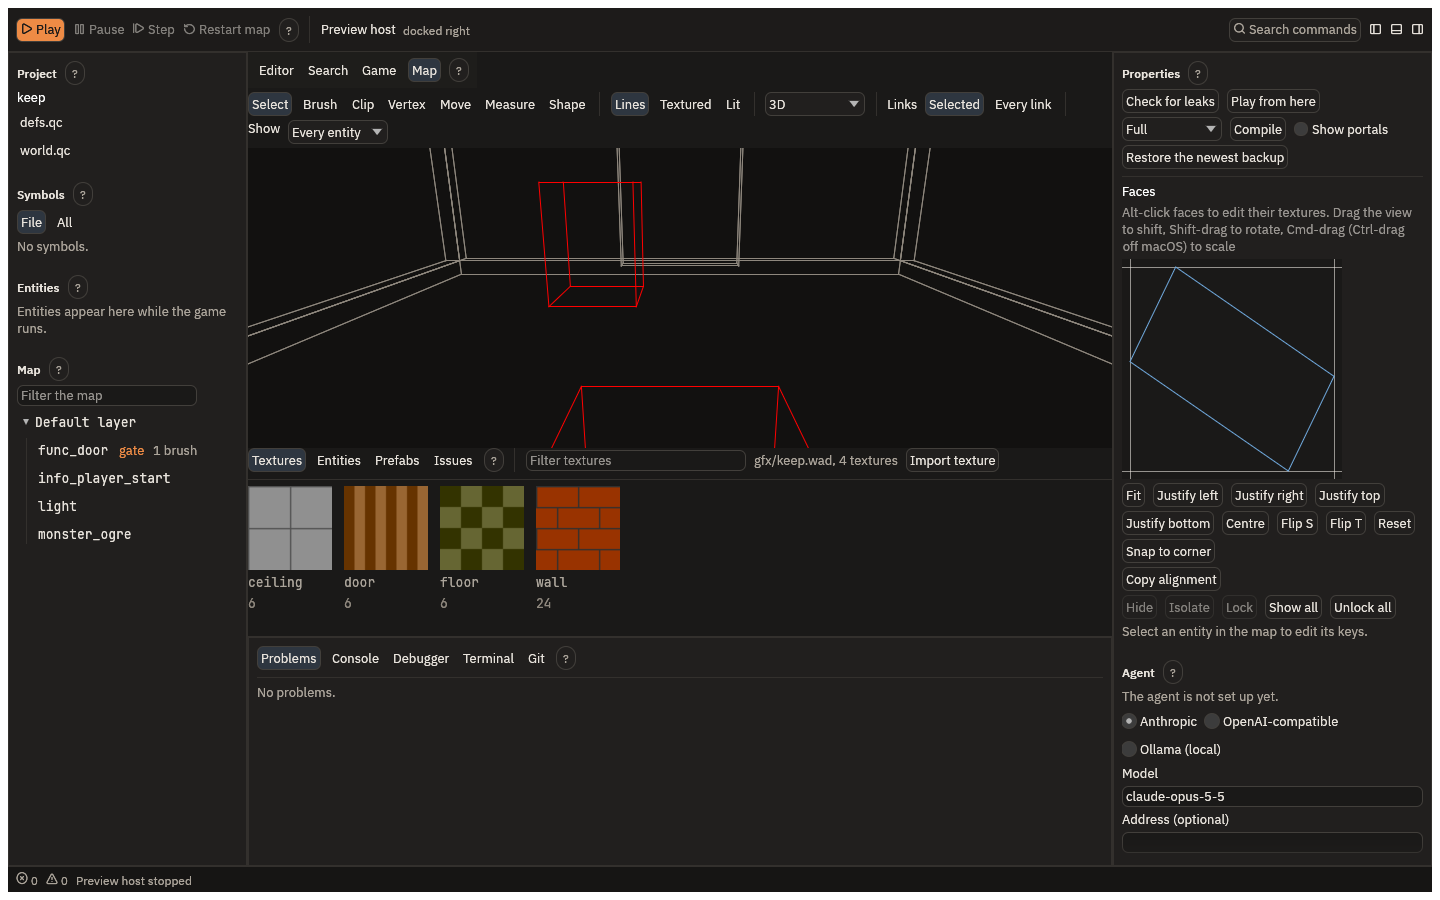 Play Pause Step Restart map ? Preview host docked right Search commands
Project ?
keep
defs.qc
world.qc
Symbols ?
File All
No symbols.
Entities ?
Entities appear here while the game
runs.
Map ?
Filter the map
Default layer
func_door gate 1 brush
info_player_start
light
monster_ogre
Editor Search Game Map ?
Select Brush Clip Vertex Move Measure Shape Lines Textured Lit 3D Links Selected Every link
Show Every entity
Textures Entities Prefabs Issues ? Filter textures gfx/keep.wad, 4 textures Import texture
ceiling door floor wall
6 6 6 24
Problems Console Debugger Terminal Git ?
No problems.
Properties ?
Check for leaks Play from here
Full Compile Show portals
Restore the newest backup
Faces
Alt-click faces to edit their textures. Drag the view
to shift, Shift-drag to rotate, Cmd-drag (Ctrl-drag
off macOS) to scale
Fit Justify left Justify right Justify top
Justify bottom Centre Flip S Flip T Reset
Snap to corner
Copy alignment
Hide Isolate Lock Show all Unlock all
Select an entity in the map to edit its keys.
Agent ?
The agent is not set up yet.
Anthropic OpenAI-compatible
Ollama (local)
Model
claude-opus-5-5
Address (optional)
0 0 Preview host stopped